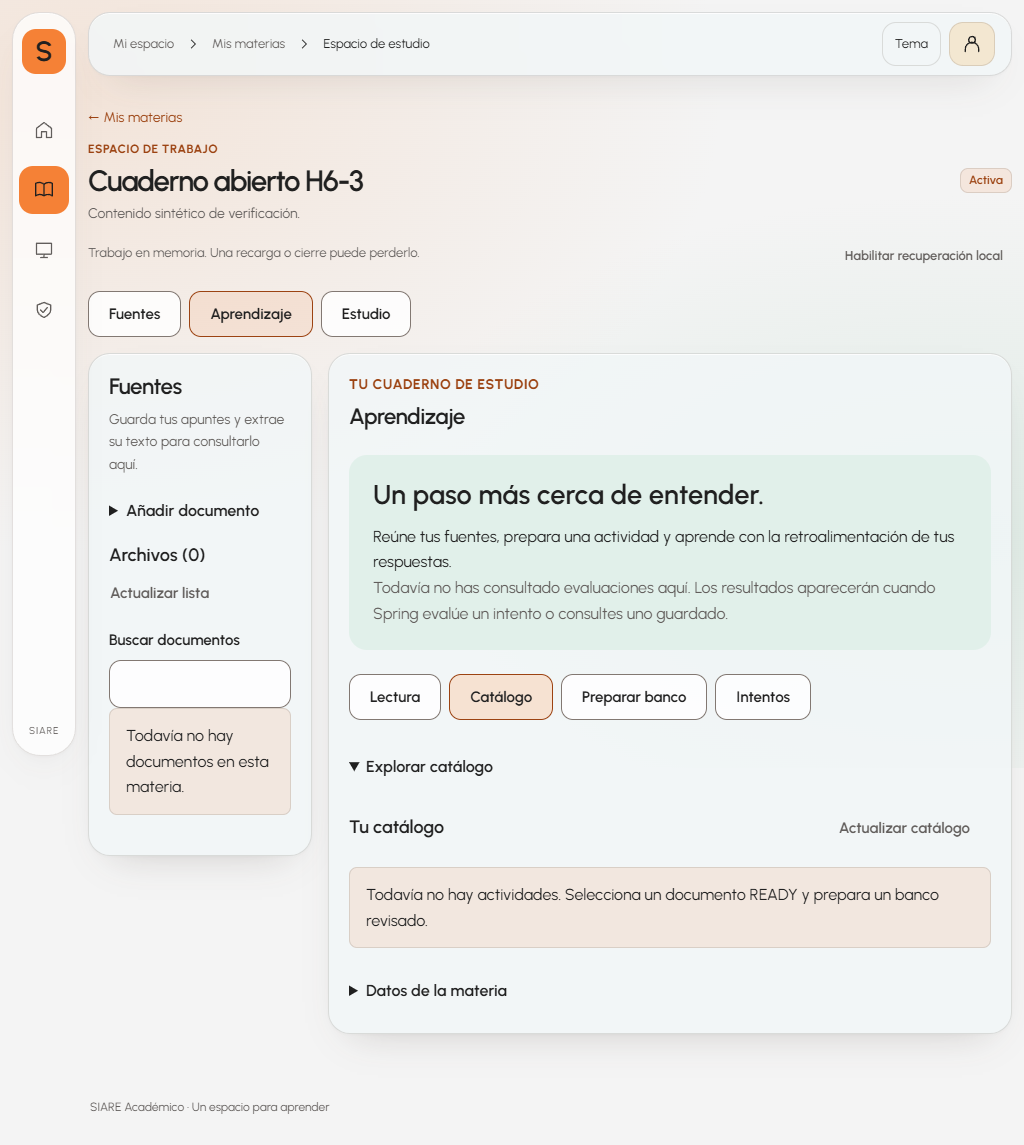 S
Mi espacio
Mis materias
Espacio de estudio
Tema
← Mis materias
ESPACIO DE TRABAJO
Cuaderno abierto H6-3
Activa
Contenido sintético de verificación.
Trabajo en memoria. Una recarga o cierre puede perderlo.
Habilitar recuperación local
Fuentes
Aprendizaje
Estudio
Fuentes
Guarda tus apuntes y extrae
su texto para consultarlo
aquí.
Añadir documento
Archivos (0)
Actualizar lista
Buscar documentos
Todavía no hay
documentos en esta
materia.
TU CUADERNO DE ESTUDIO
Aprendizaje
Un paso más cerca de entender.
Reúne tus fuentes, prepara una actividad y aprende con la retroalimentación de tus
respuestas.
Todavía no has consultado evaluaciones aquí. Los resultados aparecerán cuando
Spring evalúe un intento o consultes uno guardado.
Lectura
Catálogo
Preparar banco
Intentos
Explorar catálogo
Tu catálogo
Actualizar catálogo
Todavía no hay actividades. Selecciona un documento READY y prepara un banco
revisado.
Datos de la materia
SIARE
SIARE Académico · Un espacio para aprender